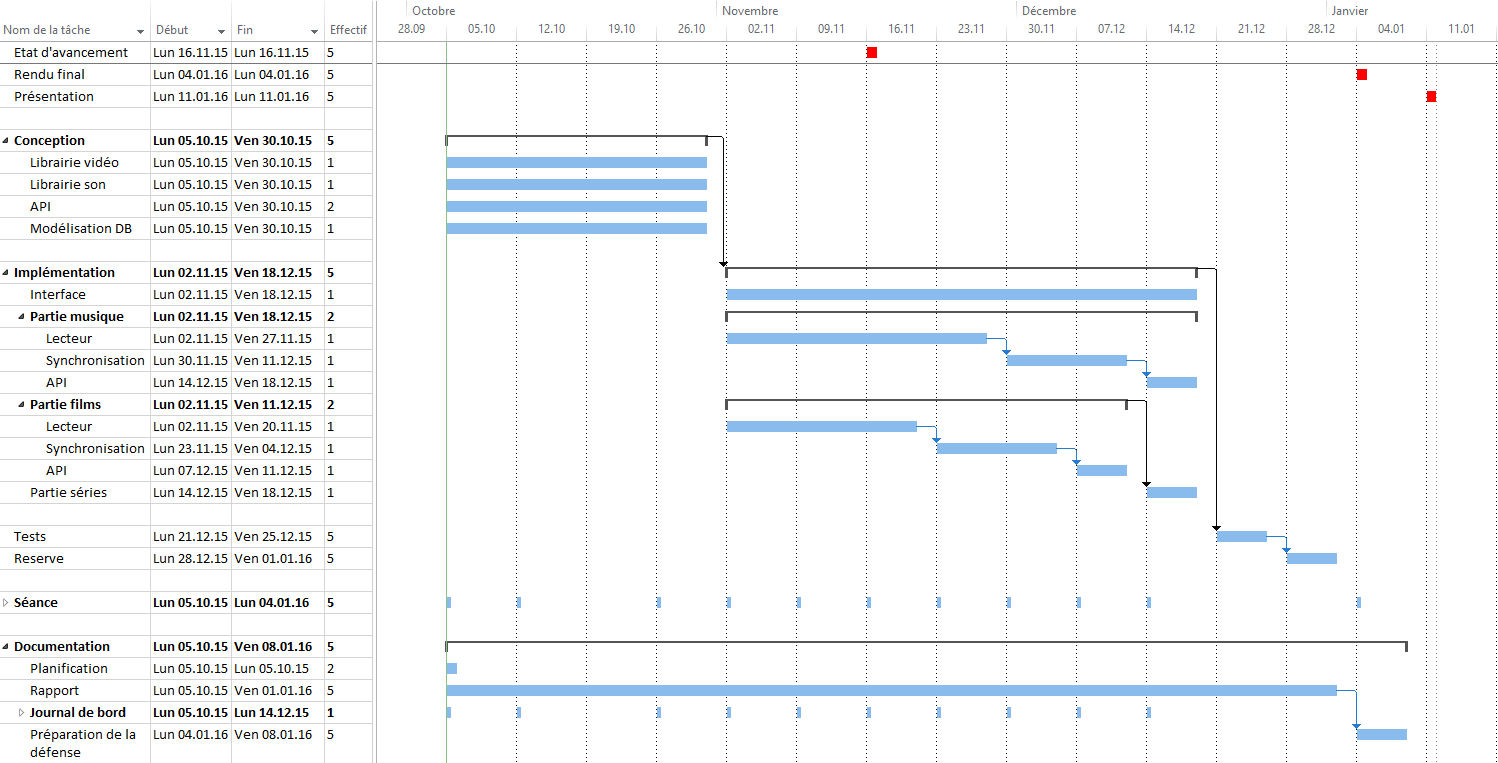 Octobre Novembre Décembre Janvier
Nom de la tâche Début Fin Effectif 28.09 05.10 12.10 19.10 26.10 02.11 09.11 16.11 23.11 30.11 07.12 14.12 21.12 28.12 04.01 11.01
Etat d'avancement Lun 16.11.15 Lun 16.11.15 5
Rendu final Lun 04.01.16 Lun 04.01.16 5
Présentation Lun 11.01.16 Lun 11.01.16 5
Conception Lun 05.10.15 Ven 30.10.15 5
Librairie vidéo Lun 05.10.15 Ven 30.10.15 1
Librairie son Lun 05.10.15 Ven 30.10.15 1
API Lun 05.10.15 Ven 30.10.15 2
Modélisation DB Lun 05.10.15 Ven 30.10.15 1
Implémentation Lun 02.11.15 Ven 18.12.15 5
Interface Lun 02.11.15 Ven 18.12.15 1
Partie musique Lun 02.11.15 Ven 18.12.15 2
Lecteur Lun 02.11.15 Ven 27.11.15 1
Synchronisation Lun 30.11.15 Ven 11.12.15 1
API Lun 14.12.15 Ven 18.12.15 1
Partie films Lun 02.11.15 Ven 11.12.15 2
Lecteur Lun 02.11.15 Ven 20.11.15 1
Synchronisation Lun 23.11.15 Ven 04.12.15 1
API Lun 07.12.15 Ven 11.12.15 1
Partie séries Lun 14.12.15 Ven 18.12.15 1
Tests Lun 21.12.15 Ven 25.12.15 5
Reserve Lun 28.12.15 Ven 01.01.16 5
Séance Lun 05.10.15 Lun 04.01.16 5
Documentation Lun 05.10.15 Ven 08.01.16 5
Planification Lun 05.10.15 Lun 05.10.15 2
Rapport Lun 05.10.15 Ven 01.01.16 5
Journal de bord Lun 05.10.15 Lun 14.12.15 1
Préparation de la Lun 04.01.16 Ven 08.01.16 5
défense